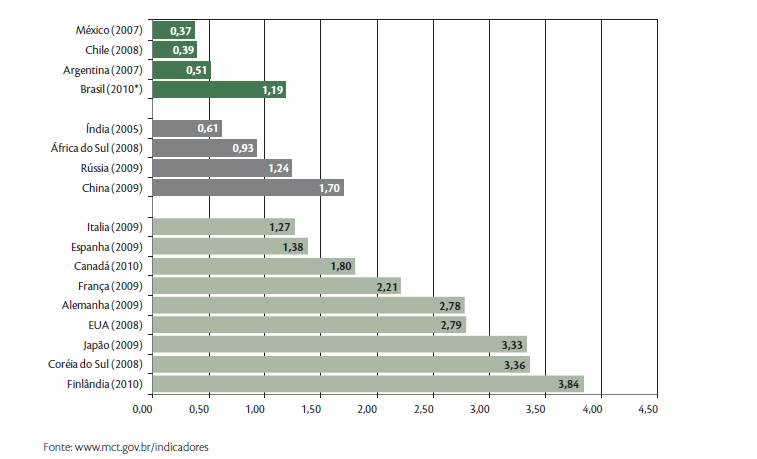 México (2007) 0,37
Chile (2008) 0,39
Argentina (2007) 0,51
Brasil (2010*) 1,19
Índia (2005) 0,61
África do Sul (2008) 0,93
Rússia (2009) 1,24
China (2009) 1,70
Italia (2009) 1,27
Espanha (2009) 1,38
Canadá (2010) 1,80
França (2009) 2,21
Alemanha (2009) 2,78
EUA (2008) 2,79
Japão (2009) 3,33
Coréia do Sul (2008) 3,36
Finlândia (2010) 3,84
0,00 0,50 1,00 1,50 2,00 2,50 3,00 3,50 4,00 4,50
Fonte: www.mct.gov.br/indicadores